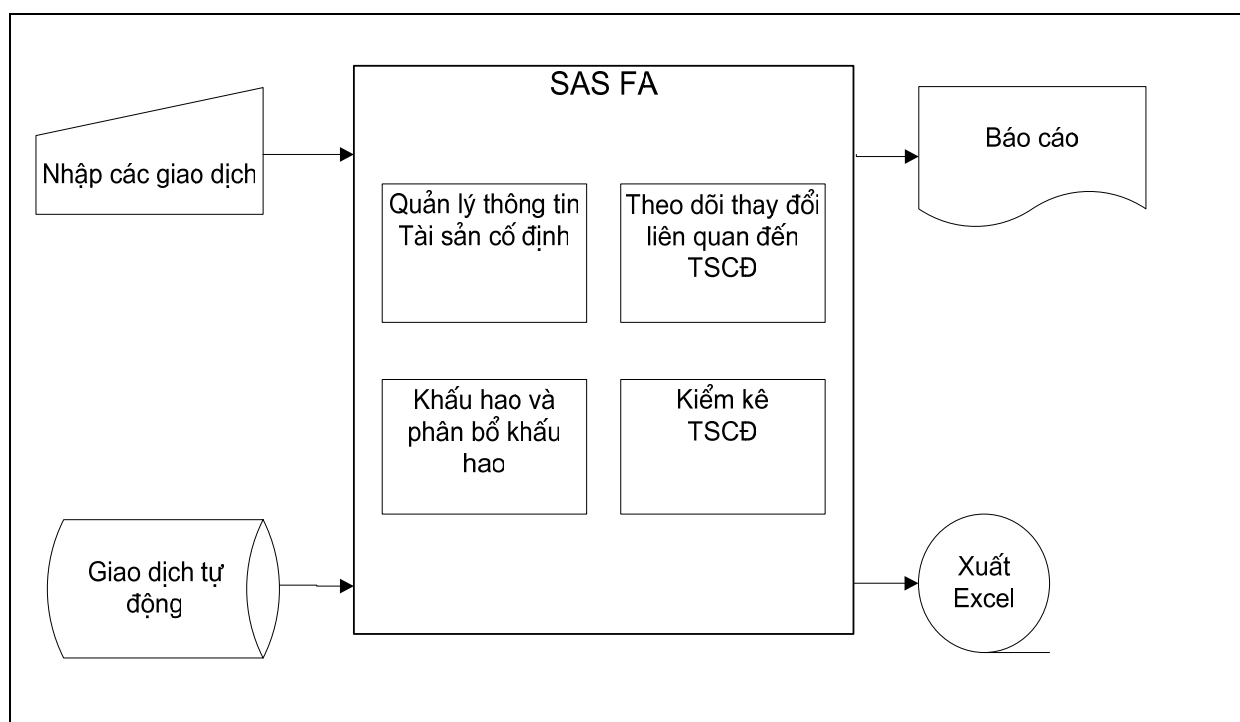 SAS FA
Nhập các giao dịch
Quản lý thông tin
Tài sản cố định
Theo dõi thay đổi
liên quan đến
TSCĐ
Báo cáo
Khấu hao và
phân bổ khấu
hao
Kiểm kê
TSCĐ
Giao dịch tự
động
Xuất
Excel